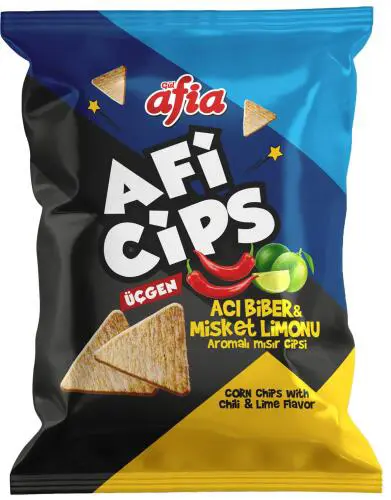 Gül
afia
AFİ
CİPS
ÜÇGEN
ACI BİBER &
MİSKET LİMONU
Aromalı mısır cipsi
CORN CHIPS WITH
CHILI & LIME FLAVOR